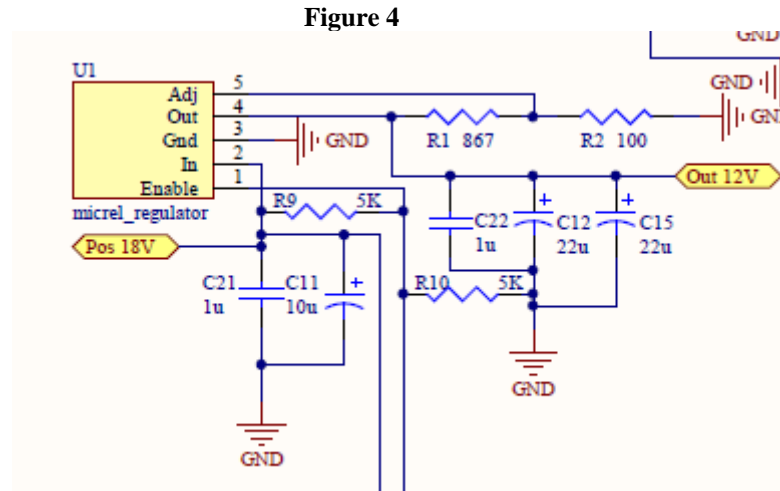 Figure 4
GND
U1
Adj 5
Out 4
Gnd 3
In 2
Enable 1
micrel_regulator
GND
R1 867
R2 100
GND
Out 12V
R9 5K
C22
1u
C12
22u
C15
22u
Pos 18V
C21
1u
C11
10u
R10 5K
GND
GND